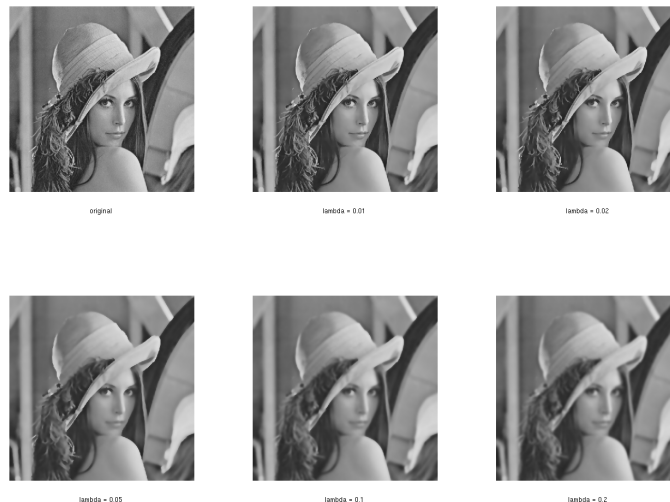 original
lambda = 0.01
lambda = 0.02
lambda = 0.05
lambda = 0.1
lambda = 0.2